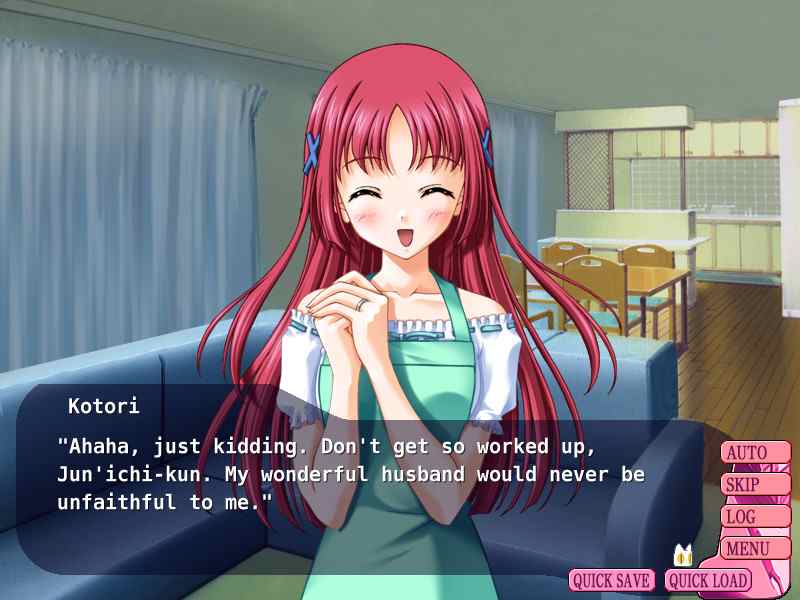 Kotori
"Ahaha, just kidding. Don't get so worked up,
Jun'ichi-kun. My wonderful husband would never be
unfaithful to me."
AUTO
SKIP
LOG
MENU
QUICK SAVE
QUICK LOAD